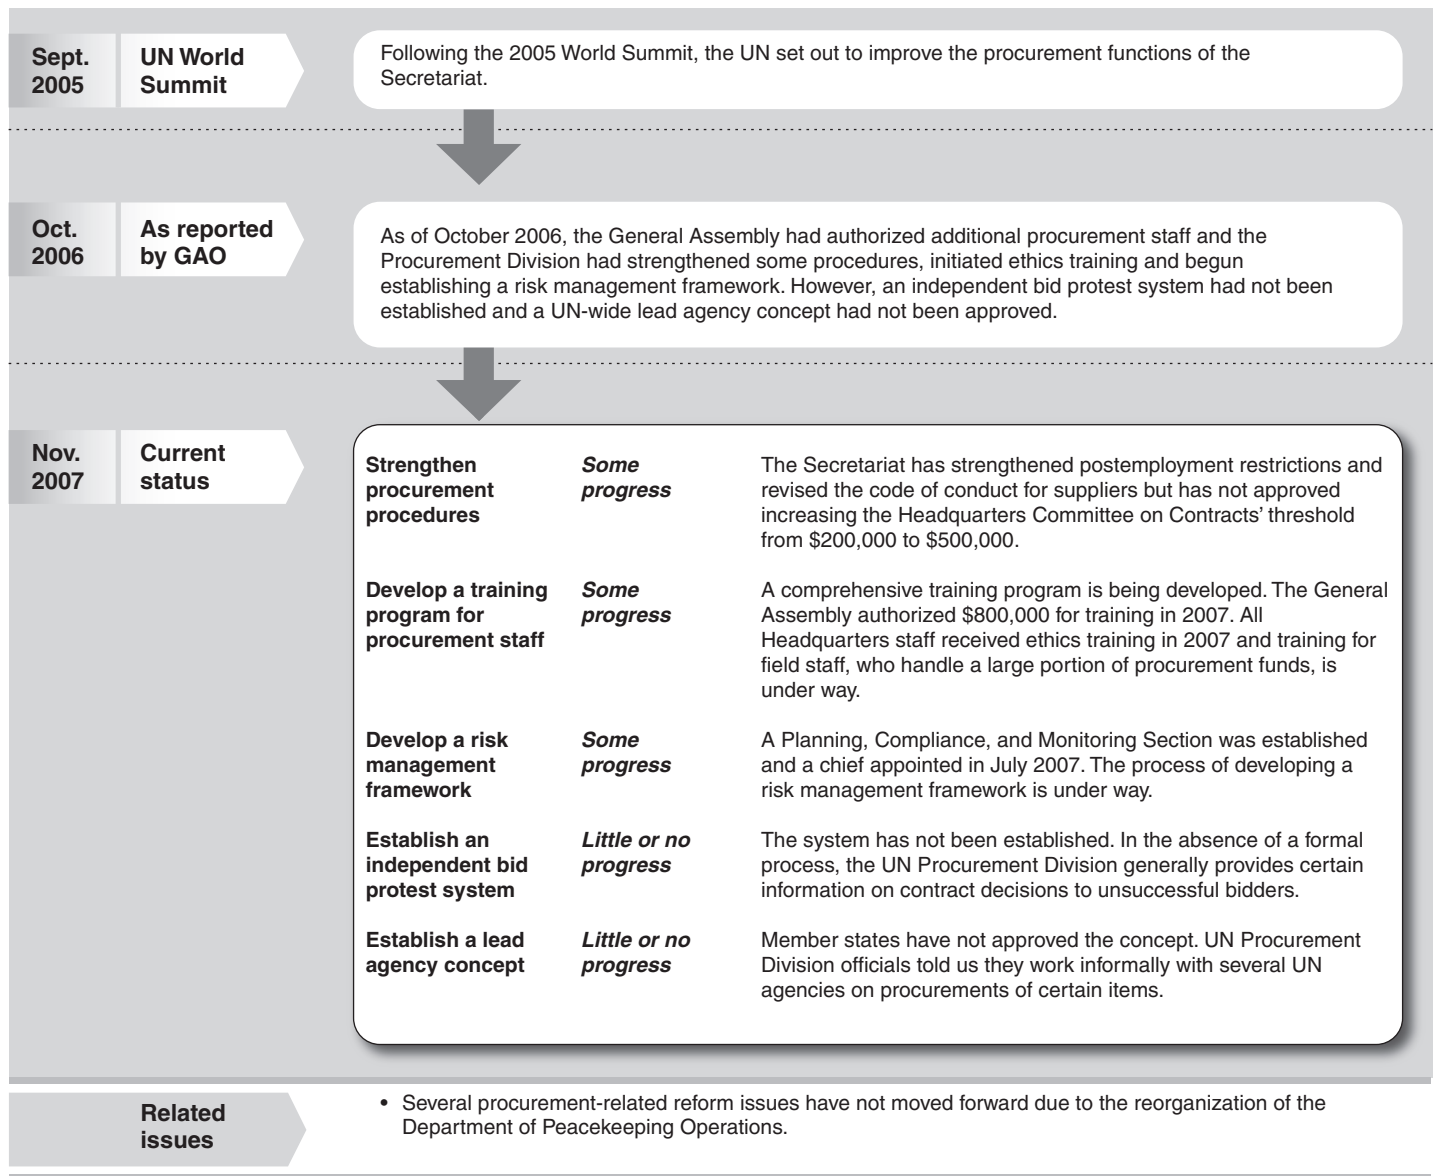 Sept.
2005
UN World
Summit
Following the 2005 World Summit, the UN set out to improve the procurement functions of the
Secretariat.
Oct.
2006
As reported
by GAO
As of October 2006, the General Assembly had authorized additional procurement staff and the
Procurement Division had strengthened some procedures, initiated ethics training and begun
establishing a risk management framework. However, an independent bid protest system had not been
established and a UN-wide lead agency concept had not been approved.
Nov.
2007
Current
status
Strengthen
procurement
procedures
Some
progress
The Secretariat has strengthened postemployment restrictions and
revised the code of conduct for suppliers but has not approved
increasing the Headquarters Committee on Contracts’ threshold
from $200,000 to $500,000.
Develop a training
program for
procurement staff
Some
progress
A comprehensive training program is being developed. The General
Assembly authorized $800,000 for training in 2007. All
Headquarters staff received ethics training in 2007 and training for
field staff, who handle a large portion of procurement funds, is
under way.
Develop a risk
management
framework
Some
progress
A Planning, Compliance, and Monitoring Section was established
and a chief appointed in July 2007. The process of developing a
risk management framework is under way.
Establish an
independent bid
protest system
Little or no
progress
The system has not been established. In the absence of a formal
process, the UN Procurement Division generally provides certain
information on contract decisions to unsuccessful bidders.
Establish a lead
agency concept
Little or no
progress
Member states have not approved the concept. UN Procurement
Division officials told us they work informally with several UN
agencies on procurements of certain items.
Related
issues
• Several procurement-related reform issues have not moved forward due to the reorganization of the
Department of Peacekeeping Operations.